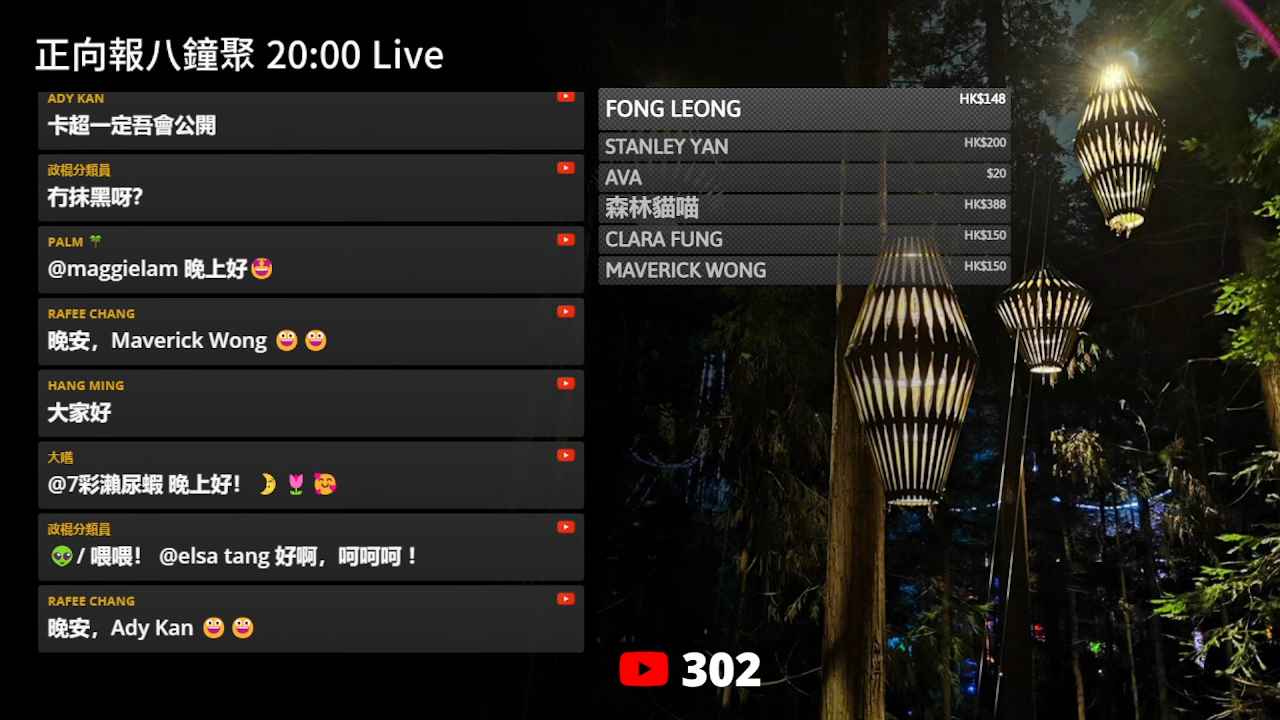 正向報八鐘聚 20:00 Live
ADY KAN
卡超一定吾會公開
政棍分類員
冇抹黑呀?
PALM 🌴
@maggielam 晚上好🤩
RAFEE CHANG
晚安，Maverick Wong 😀 😀
HANG MING
大家好
大嚿
@7彩瀨尿蝦 晚上好！ 🌛 🌷 🥰
政棍分類員
👽/ 喂喂！ @elsa tang 好啊，呵呵呵 !
RAFEE CHANG
晚安，Ady Kan 😀 😀
FONG LEONG HK$148
STANLEY YAN HK$200
AVA $20
森林貓喵 HK$388
CLARA FUNG HK$150
MAVERICK WONG HK$150
302